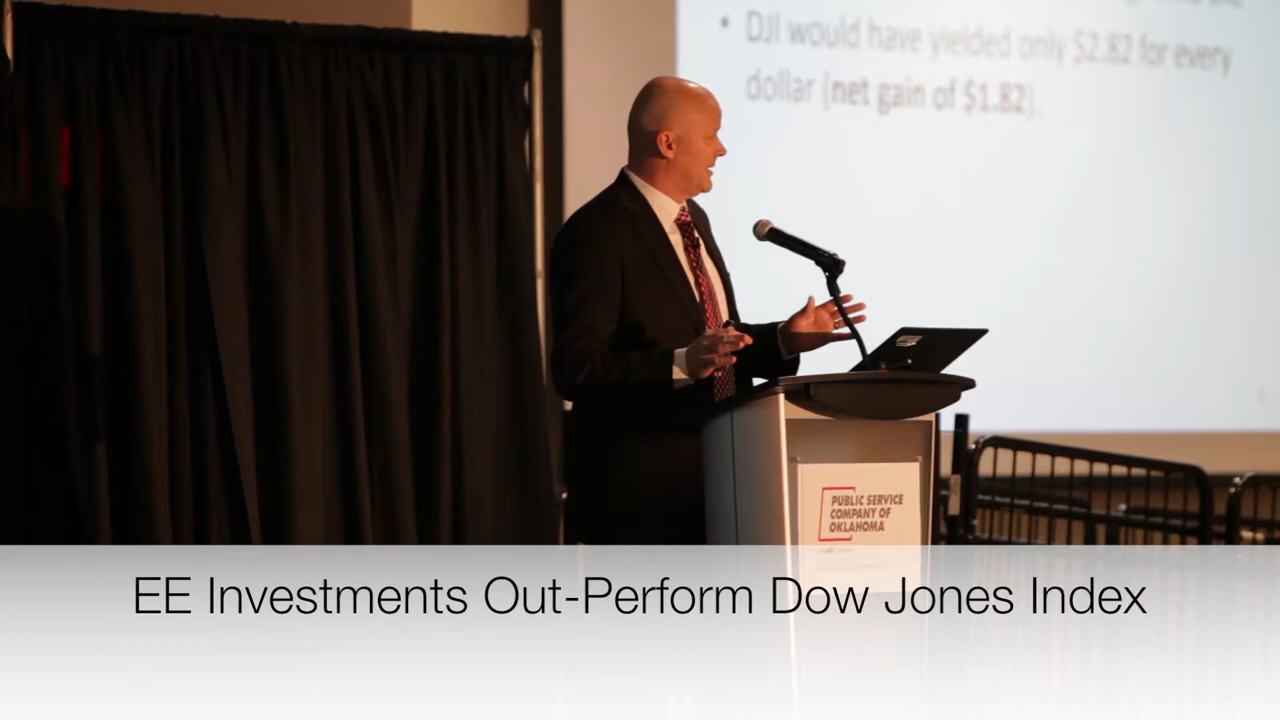 • DJI would have yielded only $2.82 for every
dollar (net gain of $1.82).
PUBLIC SERVICE
COMPANY OF
OKLAHOMA
EE Investments Out-Perform Dow Jones Index